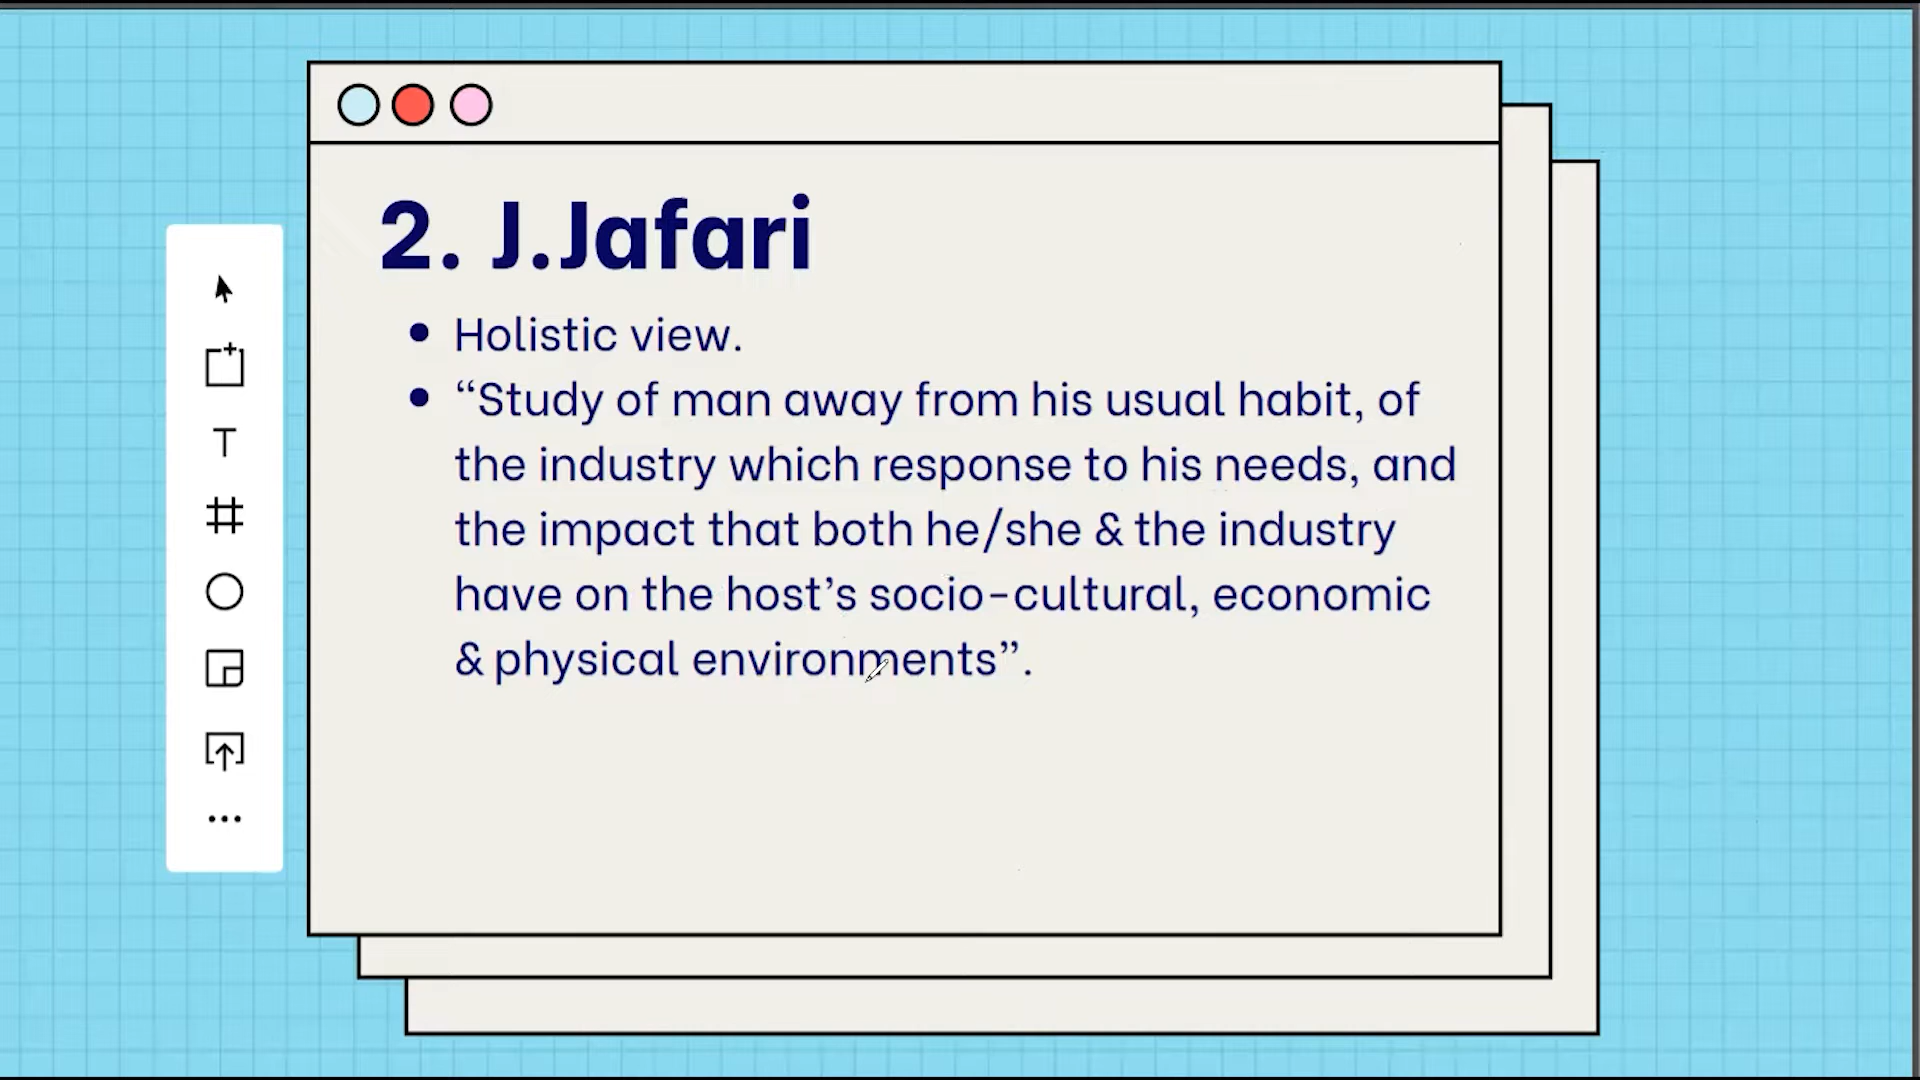 2. J.Jafari
• Holistic view.
• “Study of man away from his usual habit, of
the industry which response to his needs, and
the impact that both he/she & the industry
have on the host’s socio-cultural, economic
& physical environments”.
T